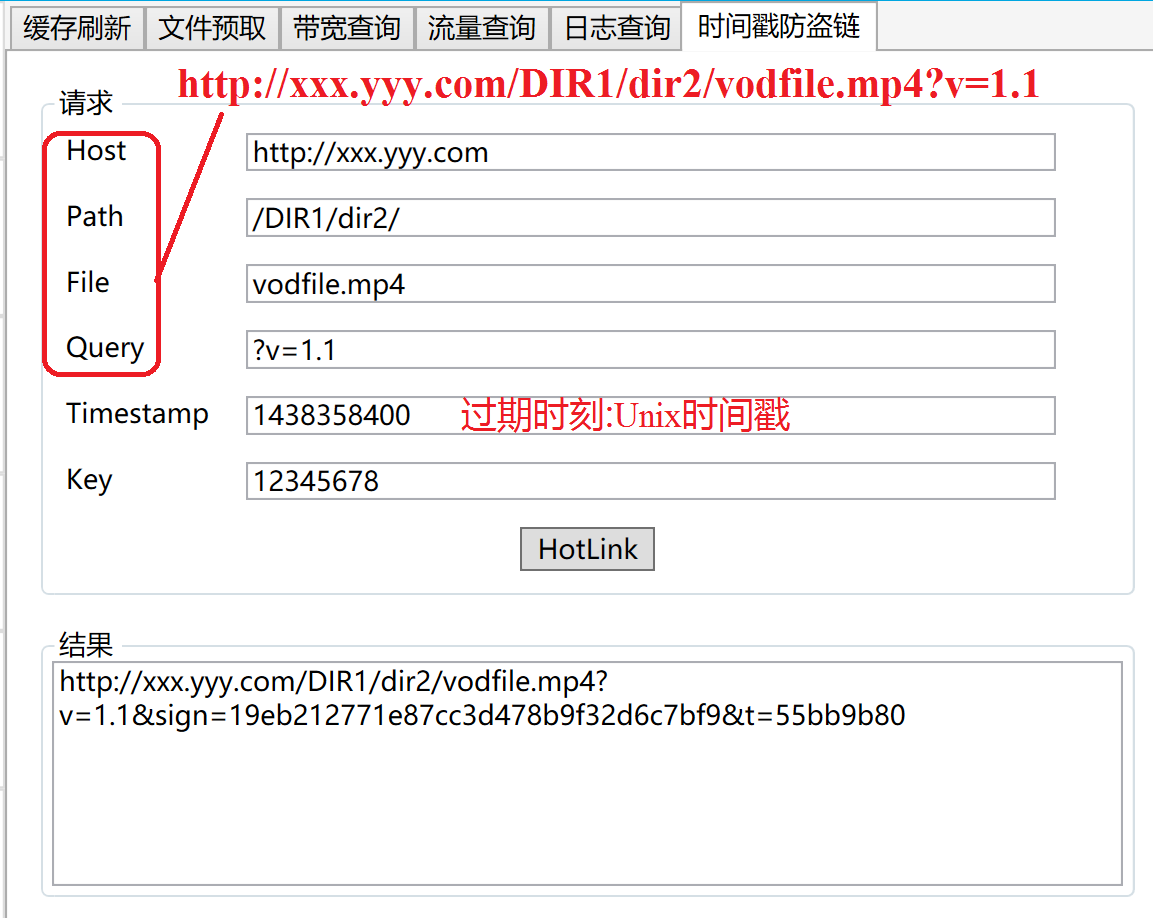 缓存刷新 文件预取 带宽查询 流量查询 日志查询 时间戳防盗链
http://xxx.yyy.com/DIR1/dir2/vodfile.mp4?v=1.1
请求
Host http://xxx.yyy.com
Path /DIR1/dir2/
File vodfile.mp4
Query ?v=1.1
Timestamp 1438358400 过期时刻:Unix时间戳
Key 12345678
HotLink
结果
http://xxx.yyy.com/DIR1/dir2/vodfile.mp4?
v=1.1&sign=19eb212771e87cc3d478b9f32d6c7bf9&t=55bb9b80